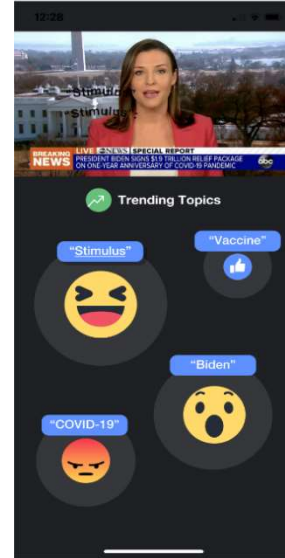 12:28
Stimulus
Stimulus
BREAKING
NEWS
LIVE abc NEWS SPECIAL REPORT
PRESIDENT BIDEN SIGNS $1.9 TRILLION RELIEF PACKAGE
ON ONE-YEAR ANNIVERSARY OF COVID-19 PANDEMIC
abc
Trending Topics
"Vaccine"
"Stimulus"
"Biden"
"COVID-19"